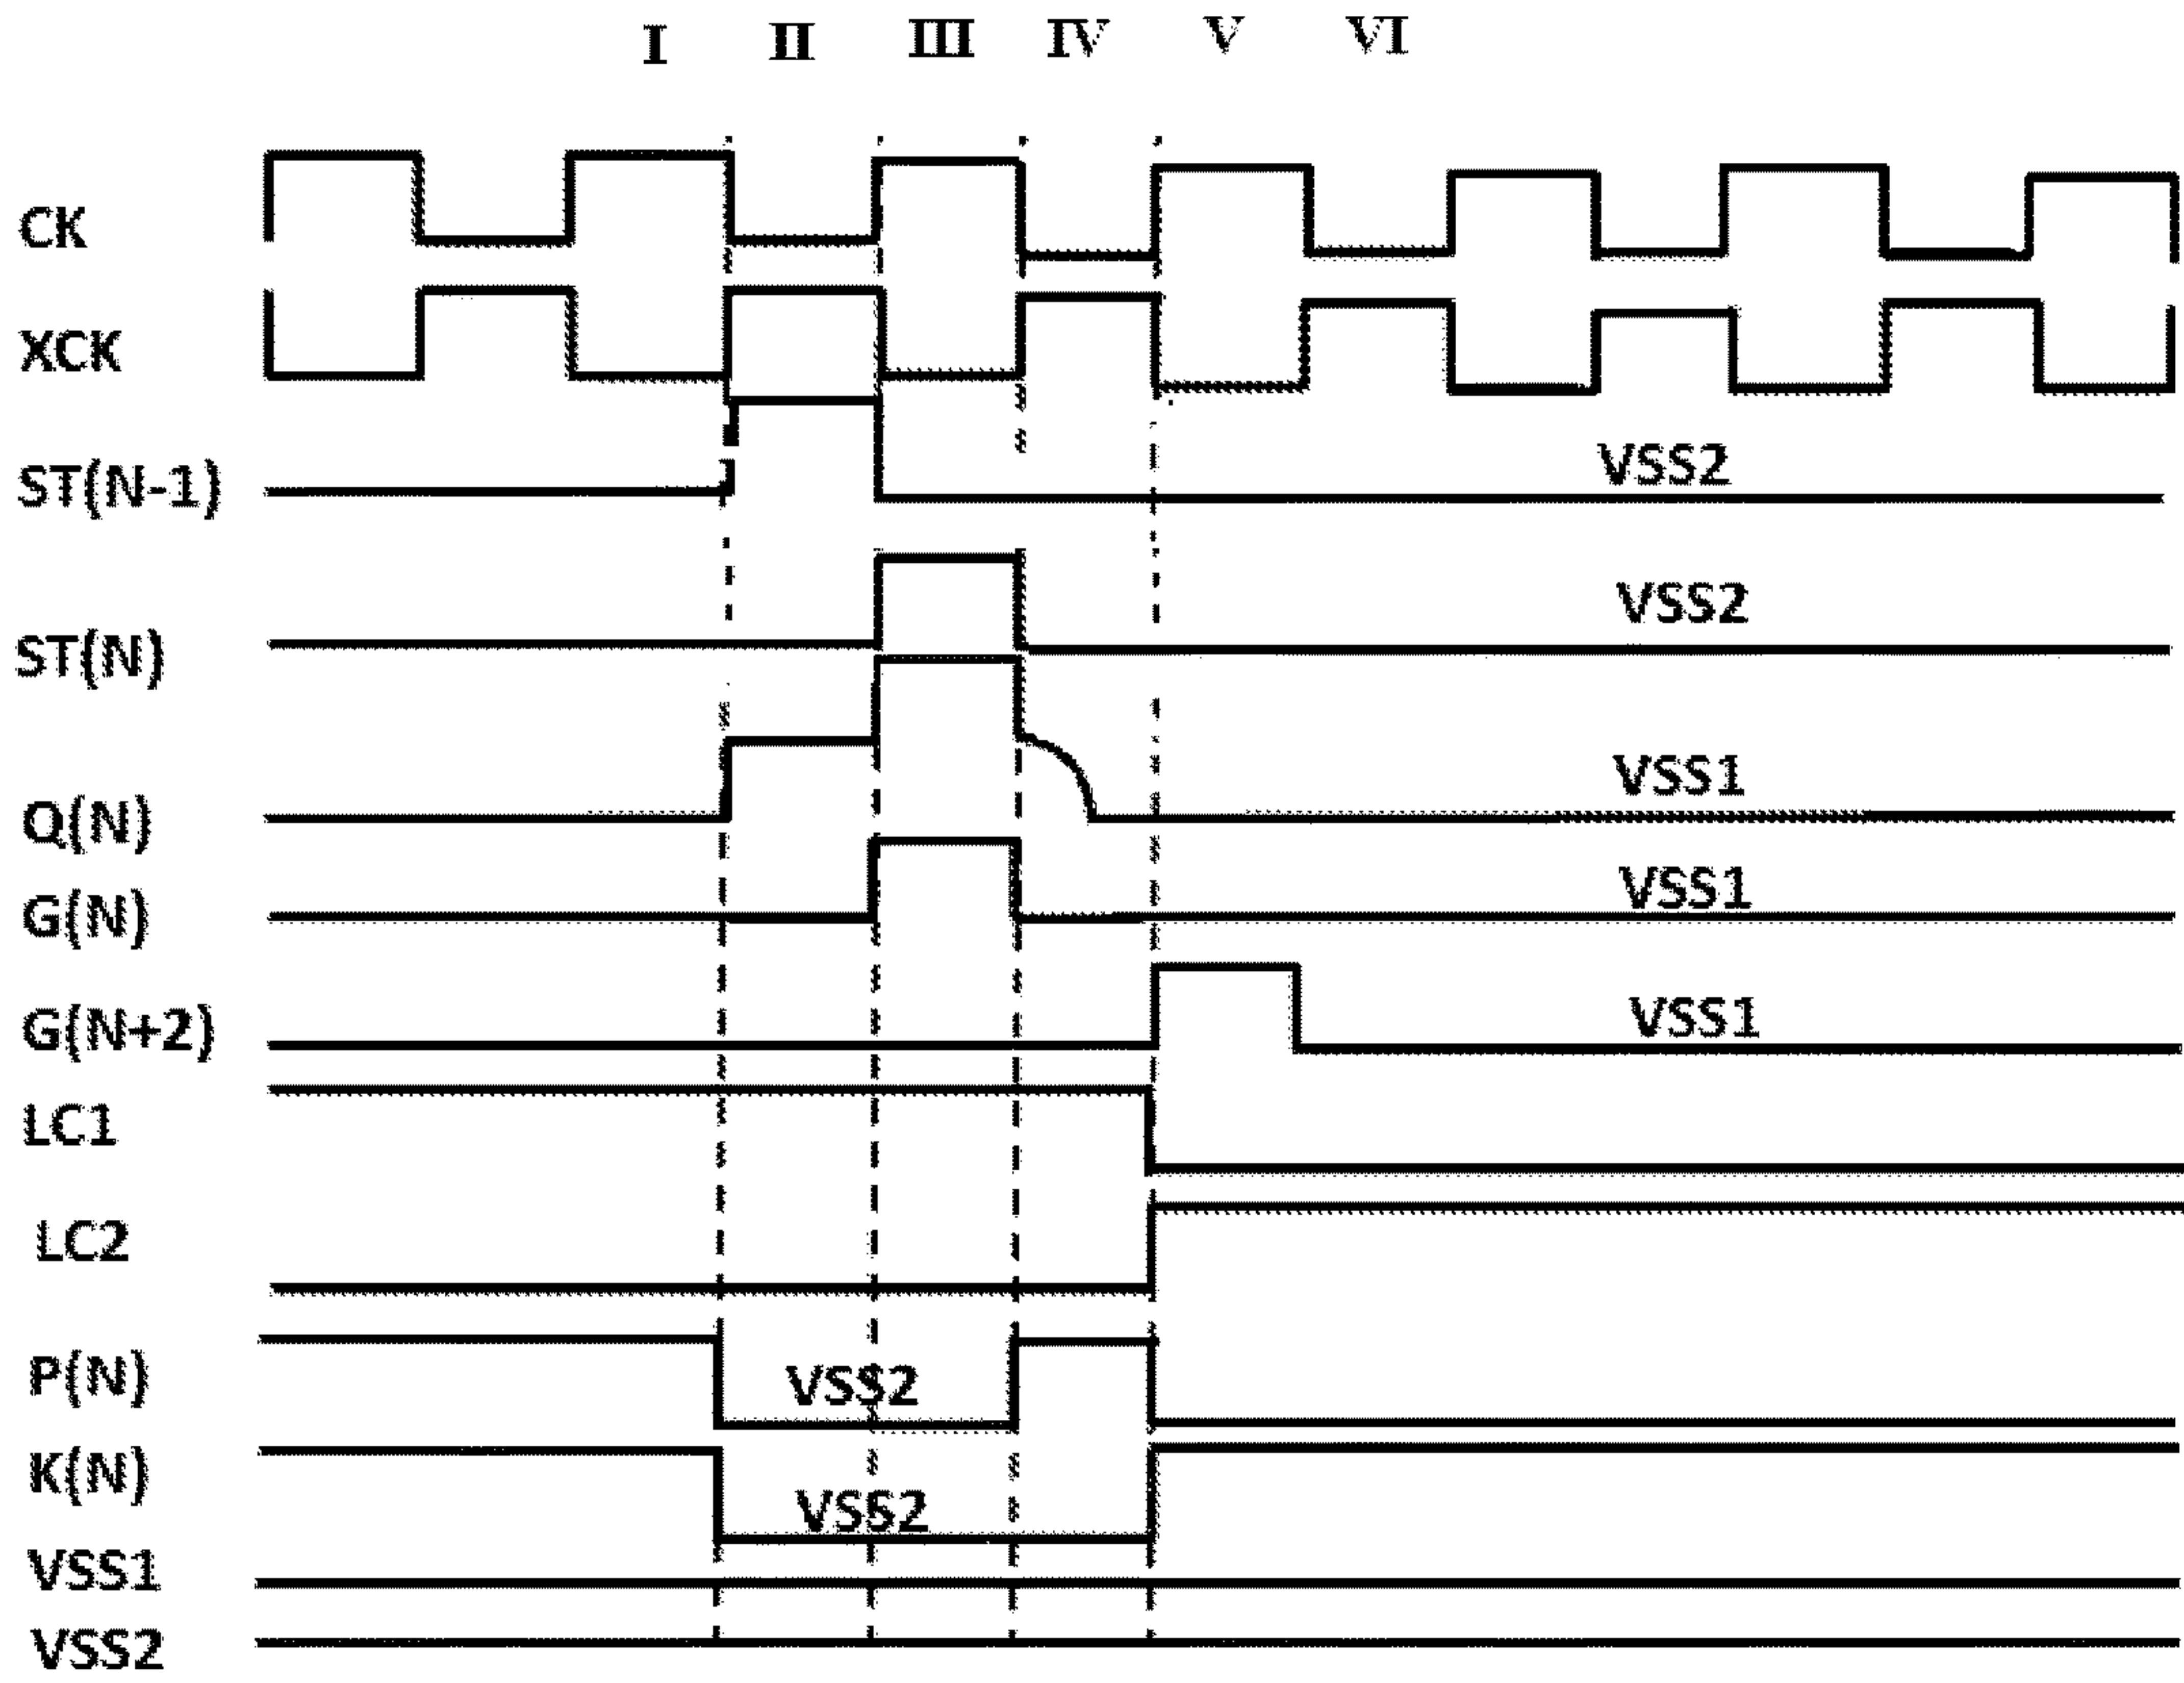 I II III IV V VI
CK
XCK
ST(N-1) VSS2
ST(N) VSS2
Q(N) VSS1
G(N) VSS1
G(N+2) VSS1
LC1
LC2
P(N) VSS2
K(N) VSS2
VSS1
VSS2